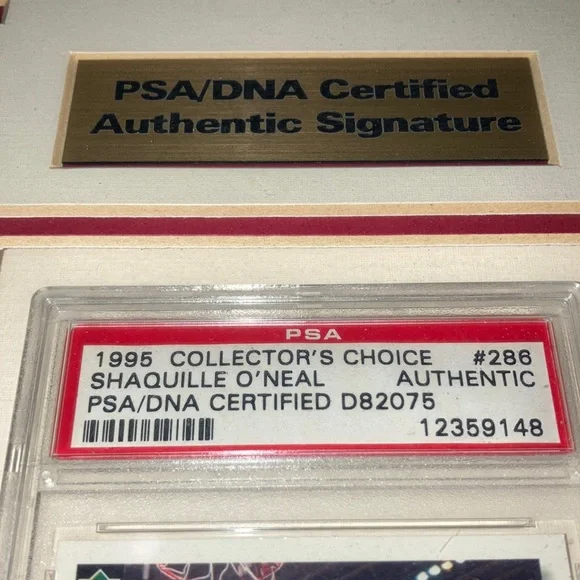 PSA/DNA Certified
Authentic Signature
PSA
1995 COLLECTOR'S CHOICE #286
SHAQUILLE O'NEAL AUTHENTIC
PSA/DNA CERTIFIED D82075
12359148